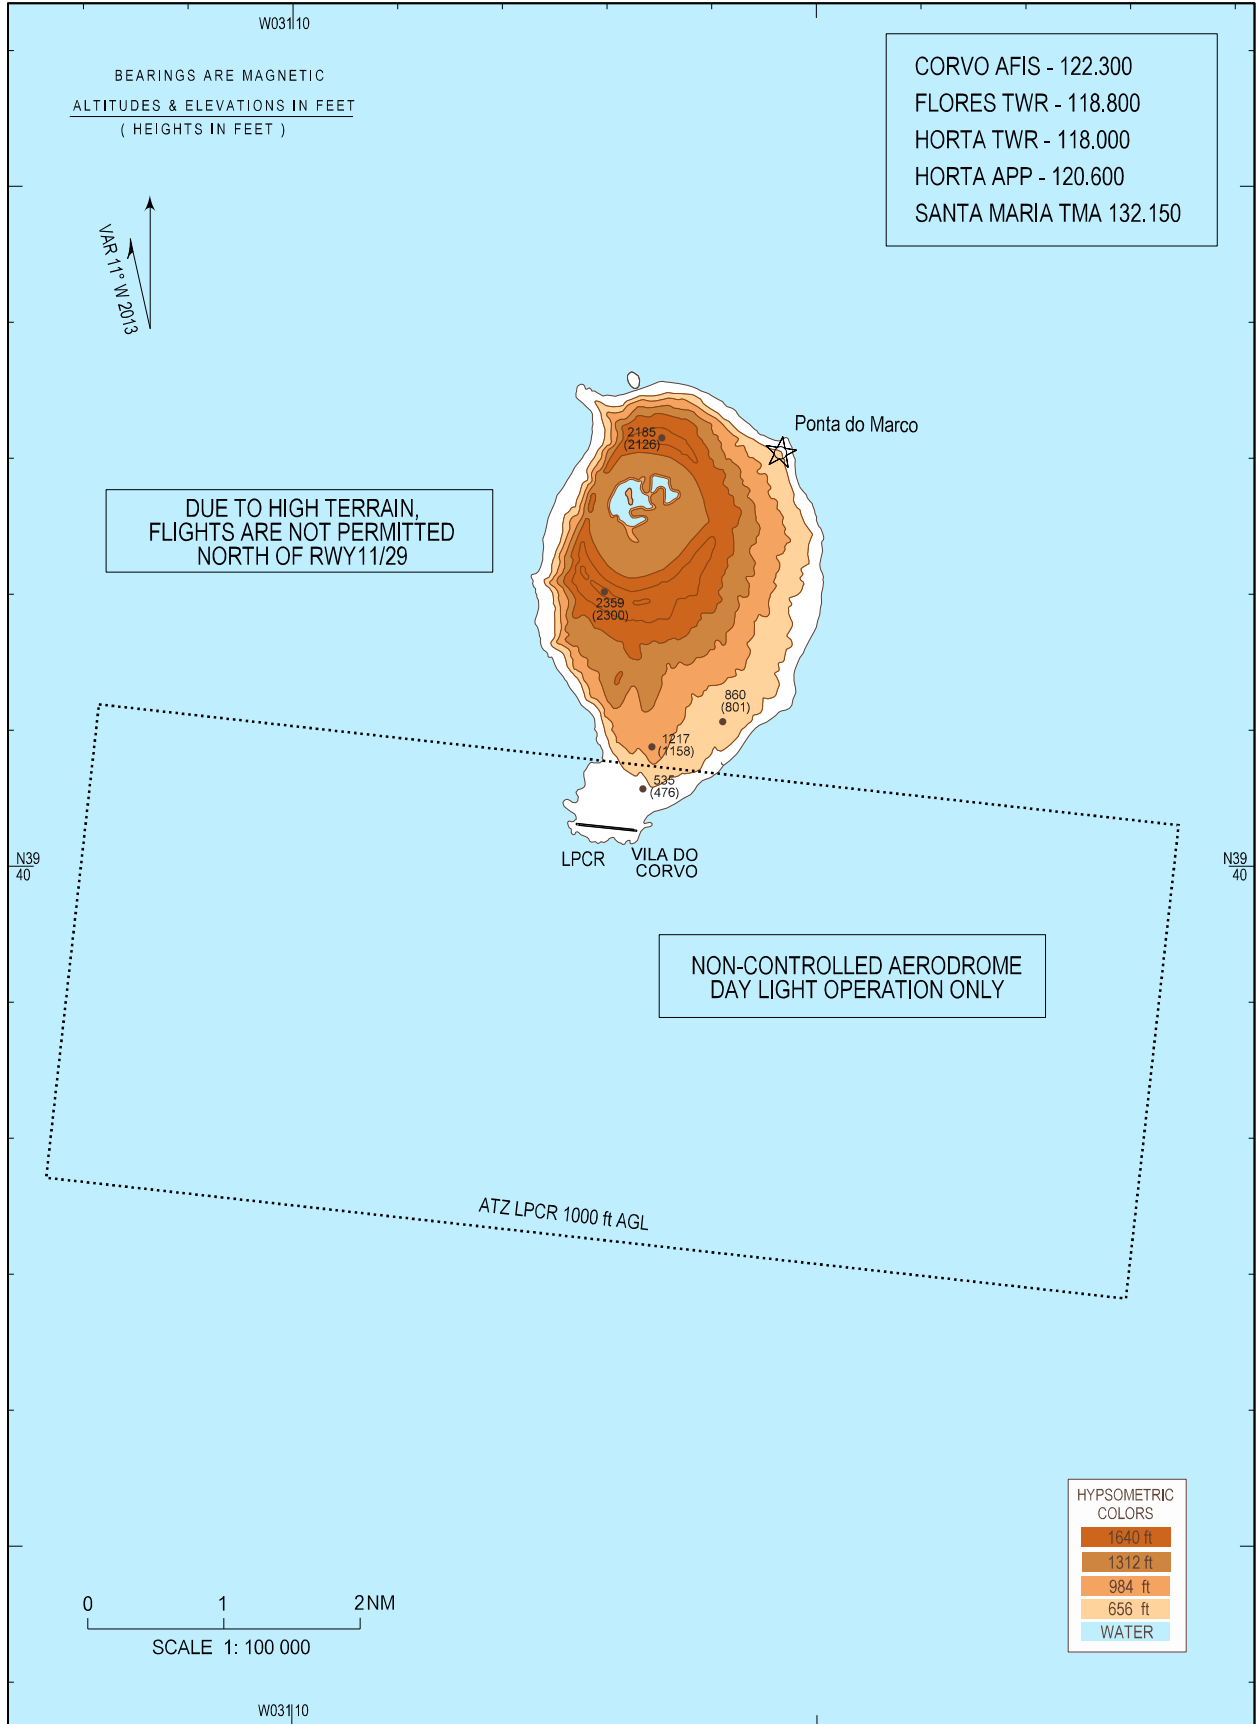 W031 10
BEARINGS ARE MAGNETIC
ALTITUDES & ELEVATIONS IN FEET
( HEIGHTS IN FEET )
CORVO AFIS - 122.300
FLORES TWR - 118.800
HORTA TWR - 118.000
HORTA APP - 120.600
SANTA MARIA TMA 132.150
VAR 11° W 2013
Ponta do Marco
2185
(2126)
DUE TO HIGH TERRAIN,
FLIGHTS ARE NOT PERMITTED
NORTH OF RWY11/29
2359
(2300)
860
(801)
1217
(1158)
535
(476)
LPCR
VILA DO
CORVO
N39
40
N39
40
NON-CONTROLLED AERODROME
DAY LIGHT OPERATION ONLY
ATZ LPCR 1000 ft AGL
HYPSOMETRIC
COLORS
1640 ft
1312 ft
984 ft
656 ft
WATER
0 1 2 NM
SCALE 1: 100 000
W031 10